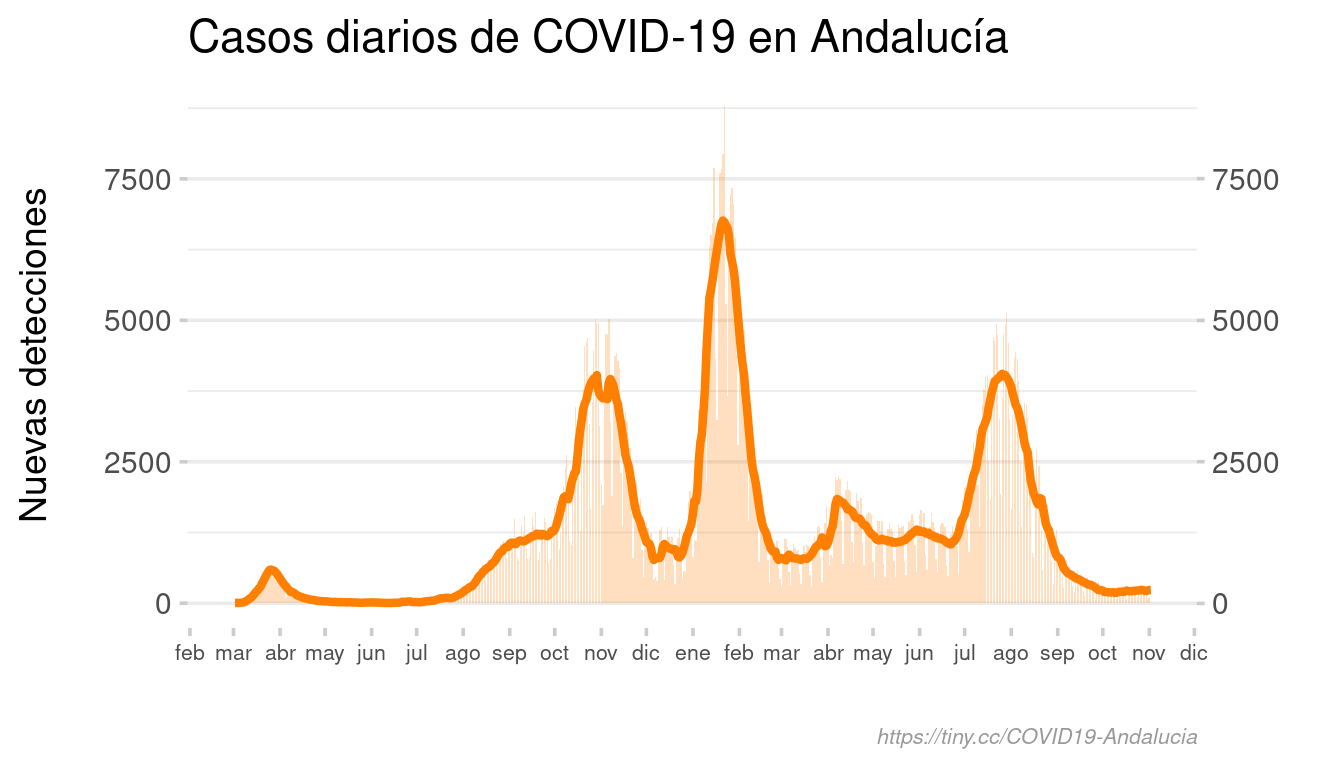 Casos diarios de COVID-19 en Andalucía
Nuevas detecciones
7500 7500
5000 5000
2500 2500
0 0
feb mar abr may jun jul ago sep oct nov dic ene feb mar abr may jun jul ago sep oct nov dic
https://tiny.cc/COVID19-Andalucia